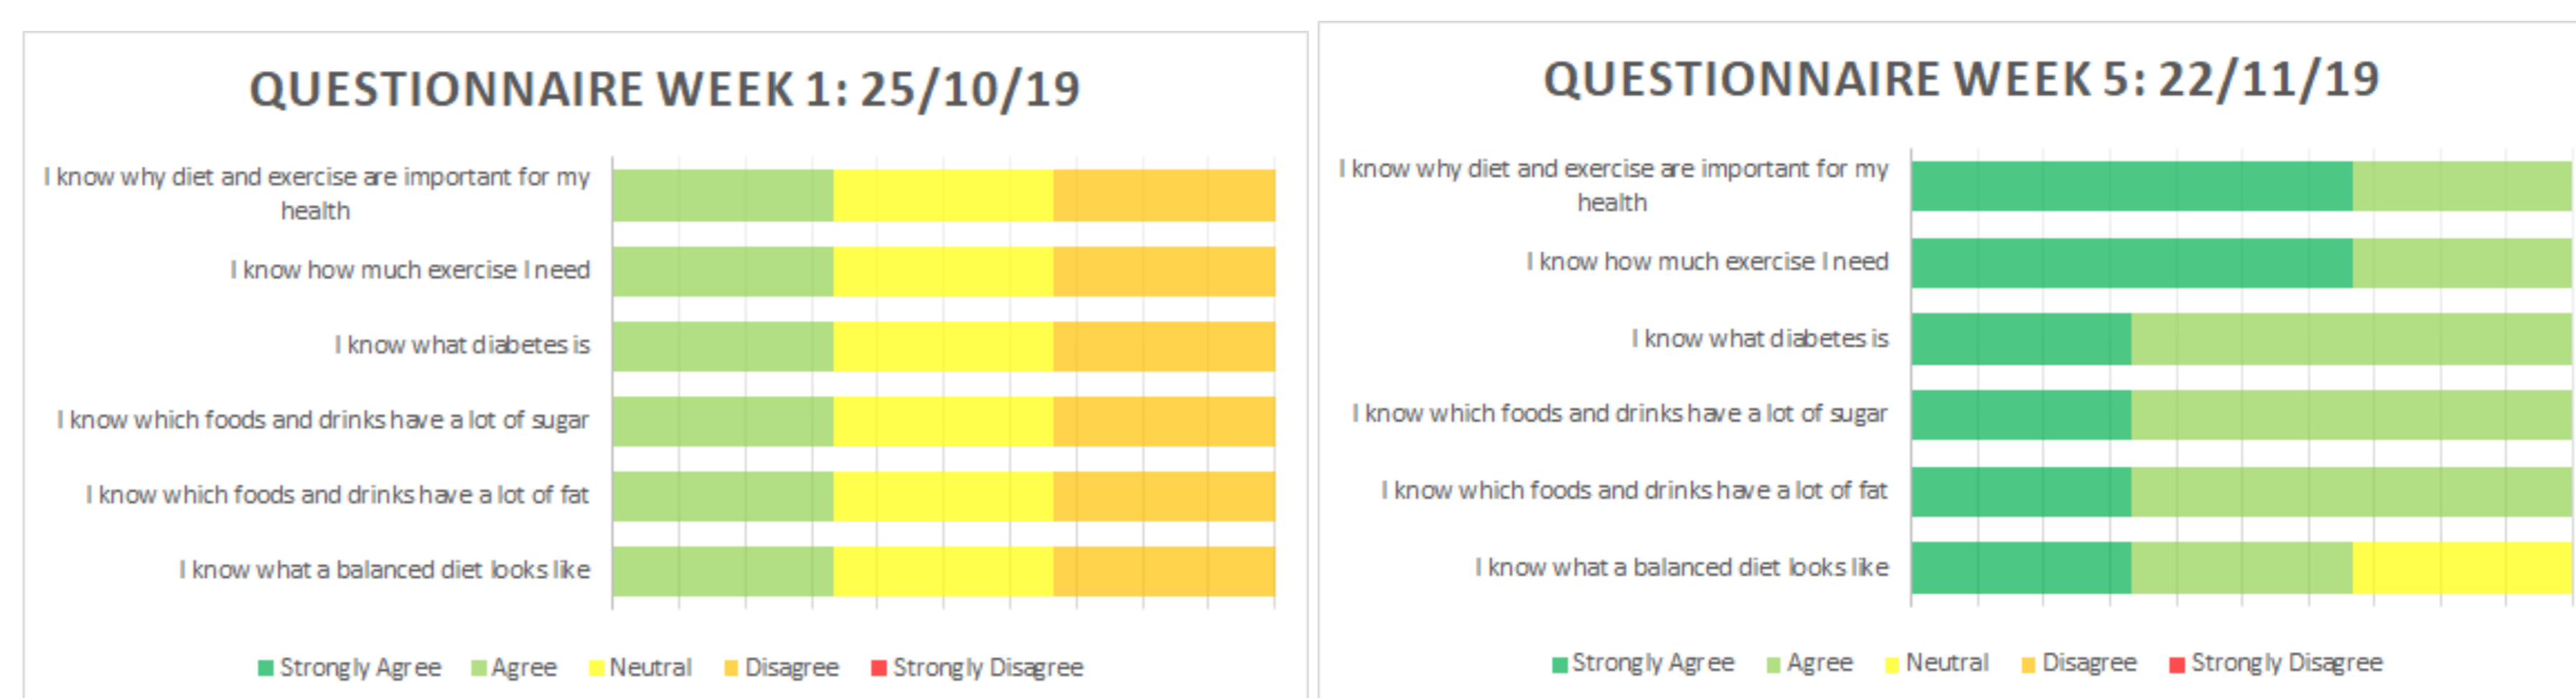 QUESTIONNAIRE WEEK 1: 25/10/19
I know why diet and exercise are important for my
health
I know how much exercise I need
I know what diabetes is
I know which foods and drinks have a lot of sugar
I know which foods and drinks have a lot of fat
I know what a balanced diet looks like
Strongly Agree Agree Neutral Disagree Strongly Disagree
QUESTIONNAIRE WEEK 5: 22/11/19
I know why diet and exercise are important for my
health
I know how much exercise I need
I know what diabetes is
I know which foods and drinks have a lot of sugar
I know which foods and drinks have a lot of fat
I know what a balanced diet looks like
Strongly Agree Agree Neutral Disagree Strongly Disagree